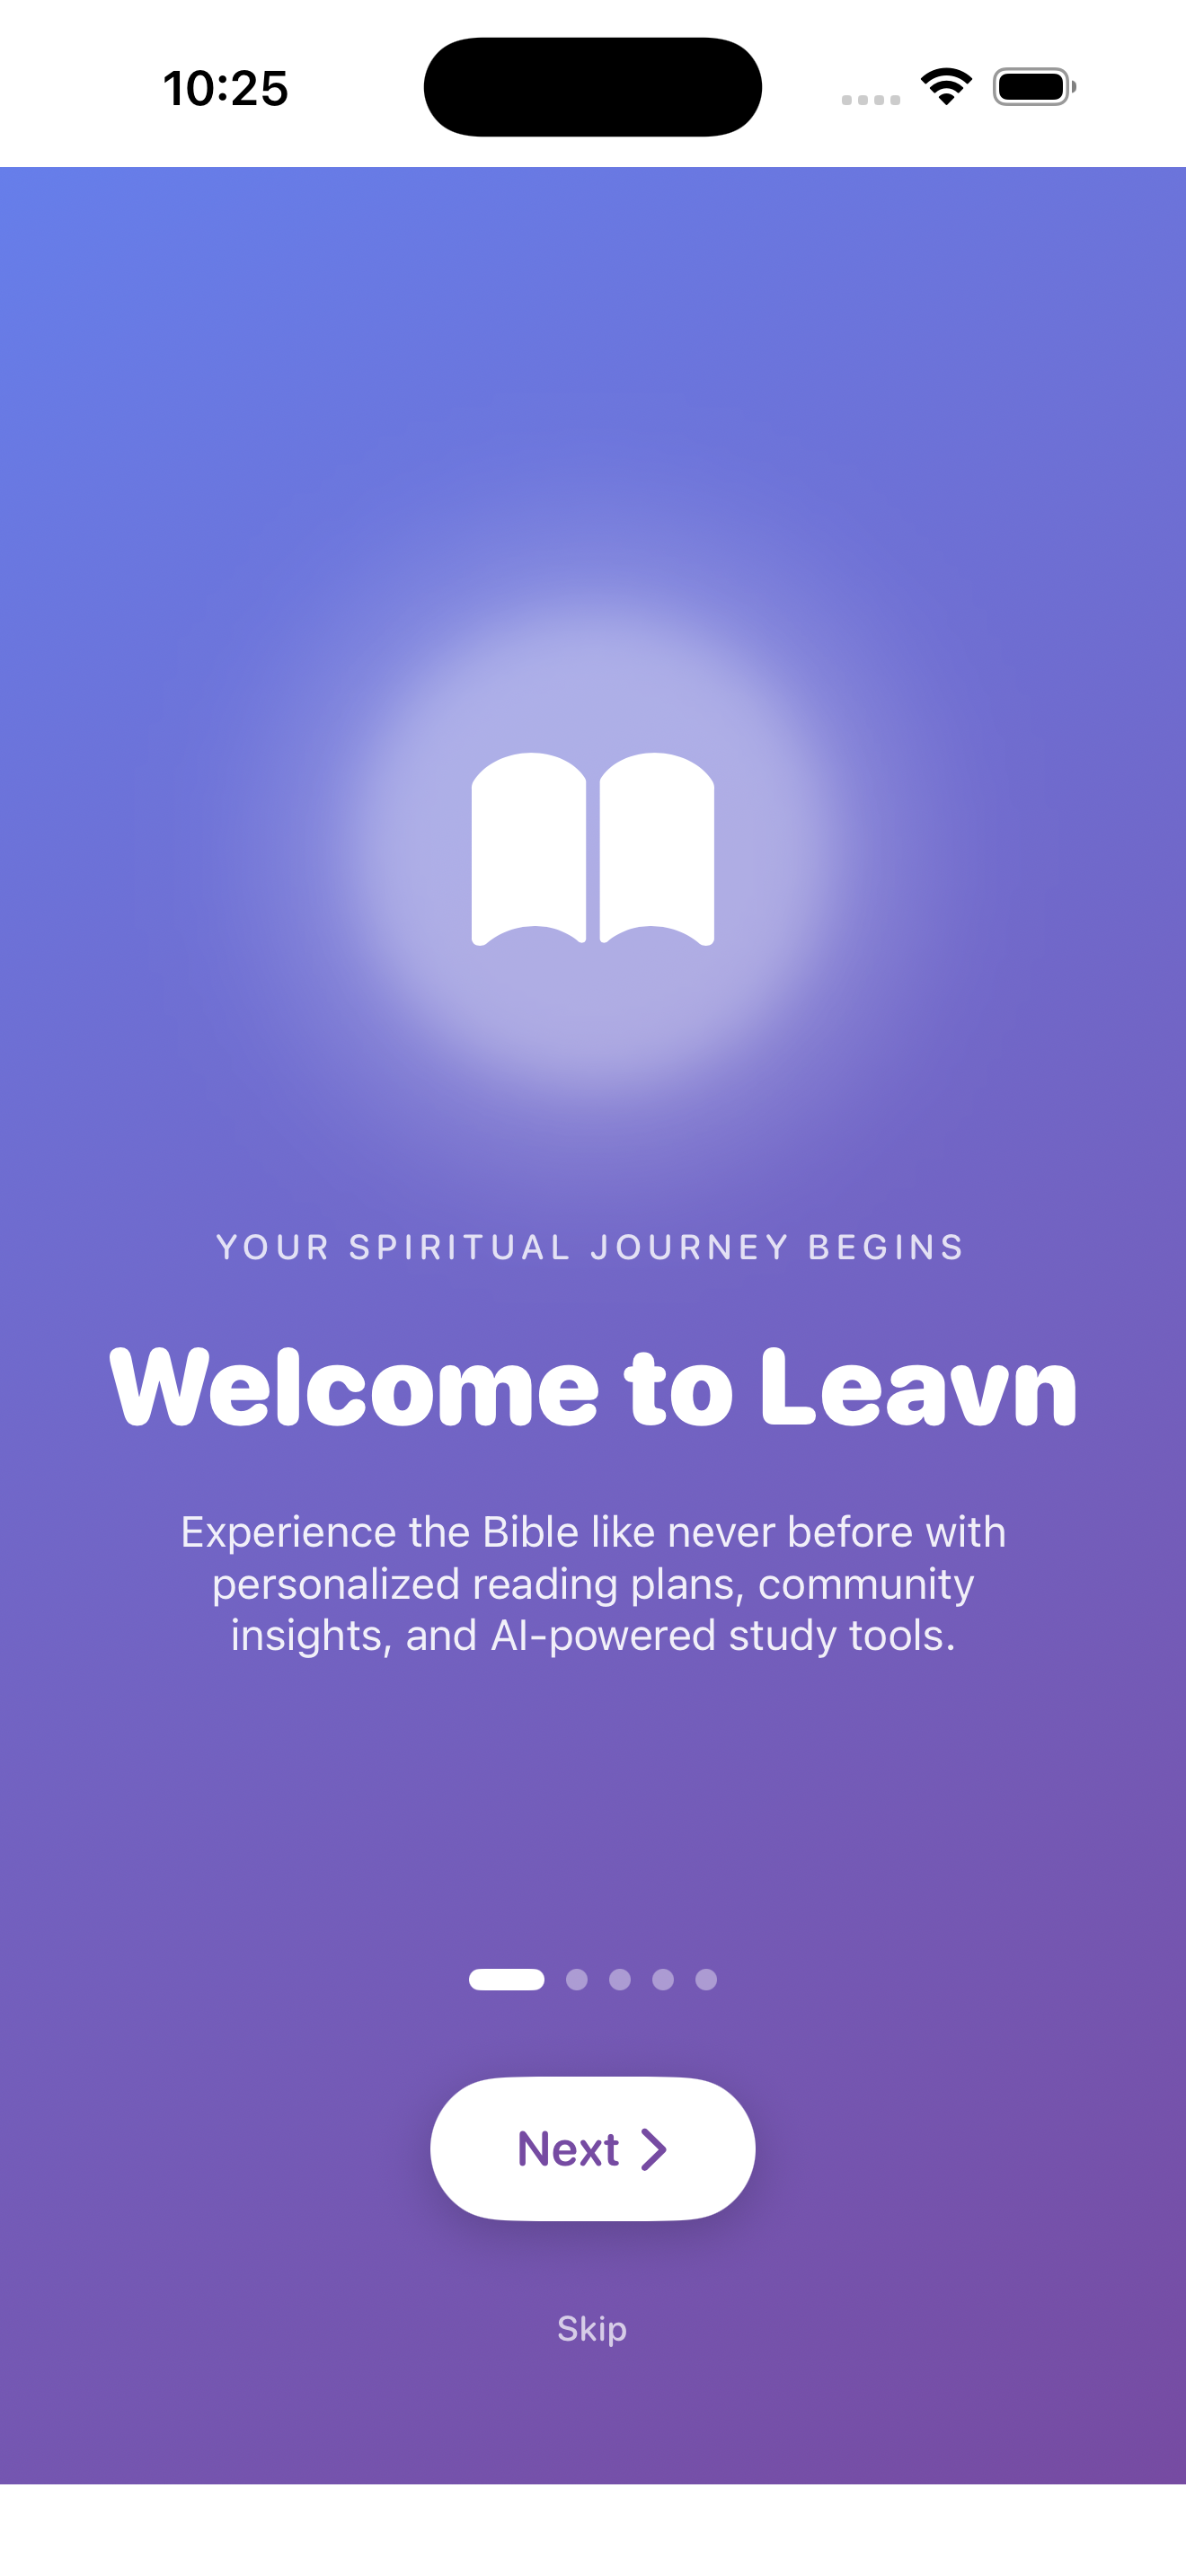 10:25
YOUR SPIRITUAL JOURNEY BEGINS
Welcome to Leavn
Experience the Bible like never before with
personalized reading plans, community
insights, and AI-powered study tools.
Next
Skip